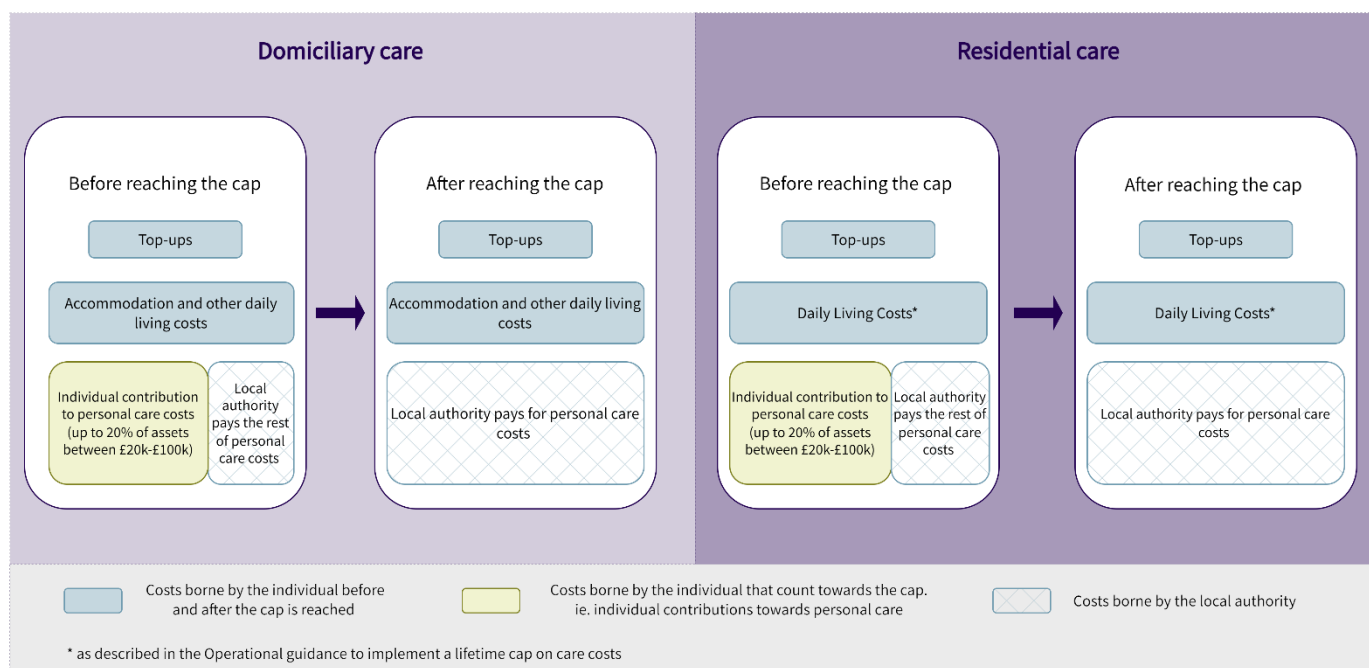 Domiciliary care
Before reaching the cap
Top-ups
Accommodation and other daily
living costs
Individual contribution
to personal care costs
(up to 20% of assets
between £20k-£100k)
Local
authority
pays the rest
of personal
care costs
After reaching the cap
Top-ups
Accommodation and other daily living
costs
Local authority pays for personal care
costs
Residential care
Before reaching the cap
Top-ups
Daily Living Costs*
Individual contribution to
personal care costs
(up to 20% of assets
between £20k-£100k)
Local authority
pays the rest of
personal care
costs
After reaching the cap
Top-ups
Daily Living Costs*
Local authority pays for personal care
costs
Costs borne by the individual before
and after the cap is reached
Costs borne by the individual that count towards the cap.
ie. individual contributions towards personal care
Costs borne by the local authority
* as described in the Operational guidance to implement a lifetime cap on care costs